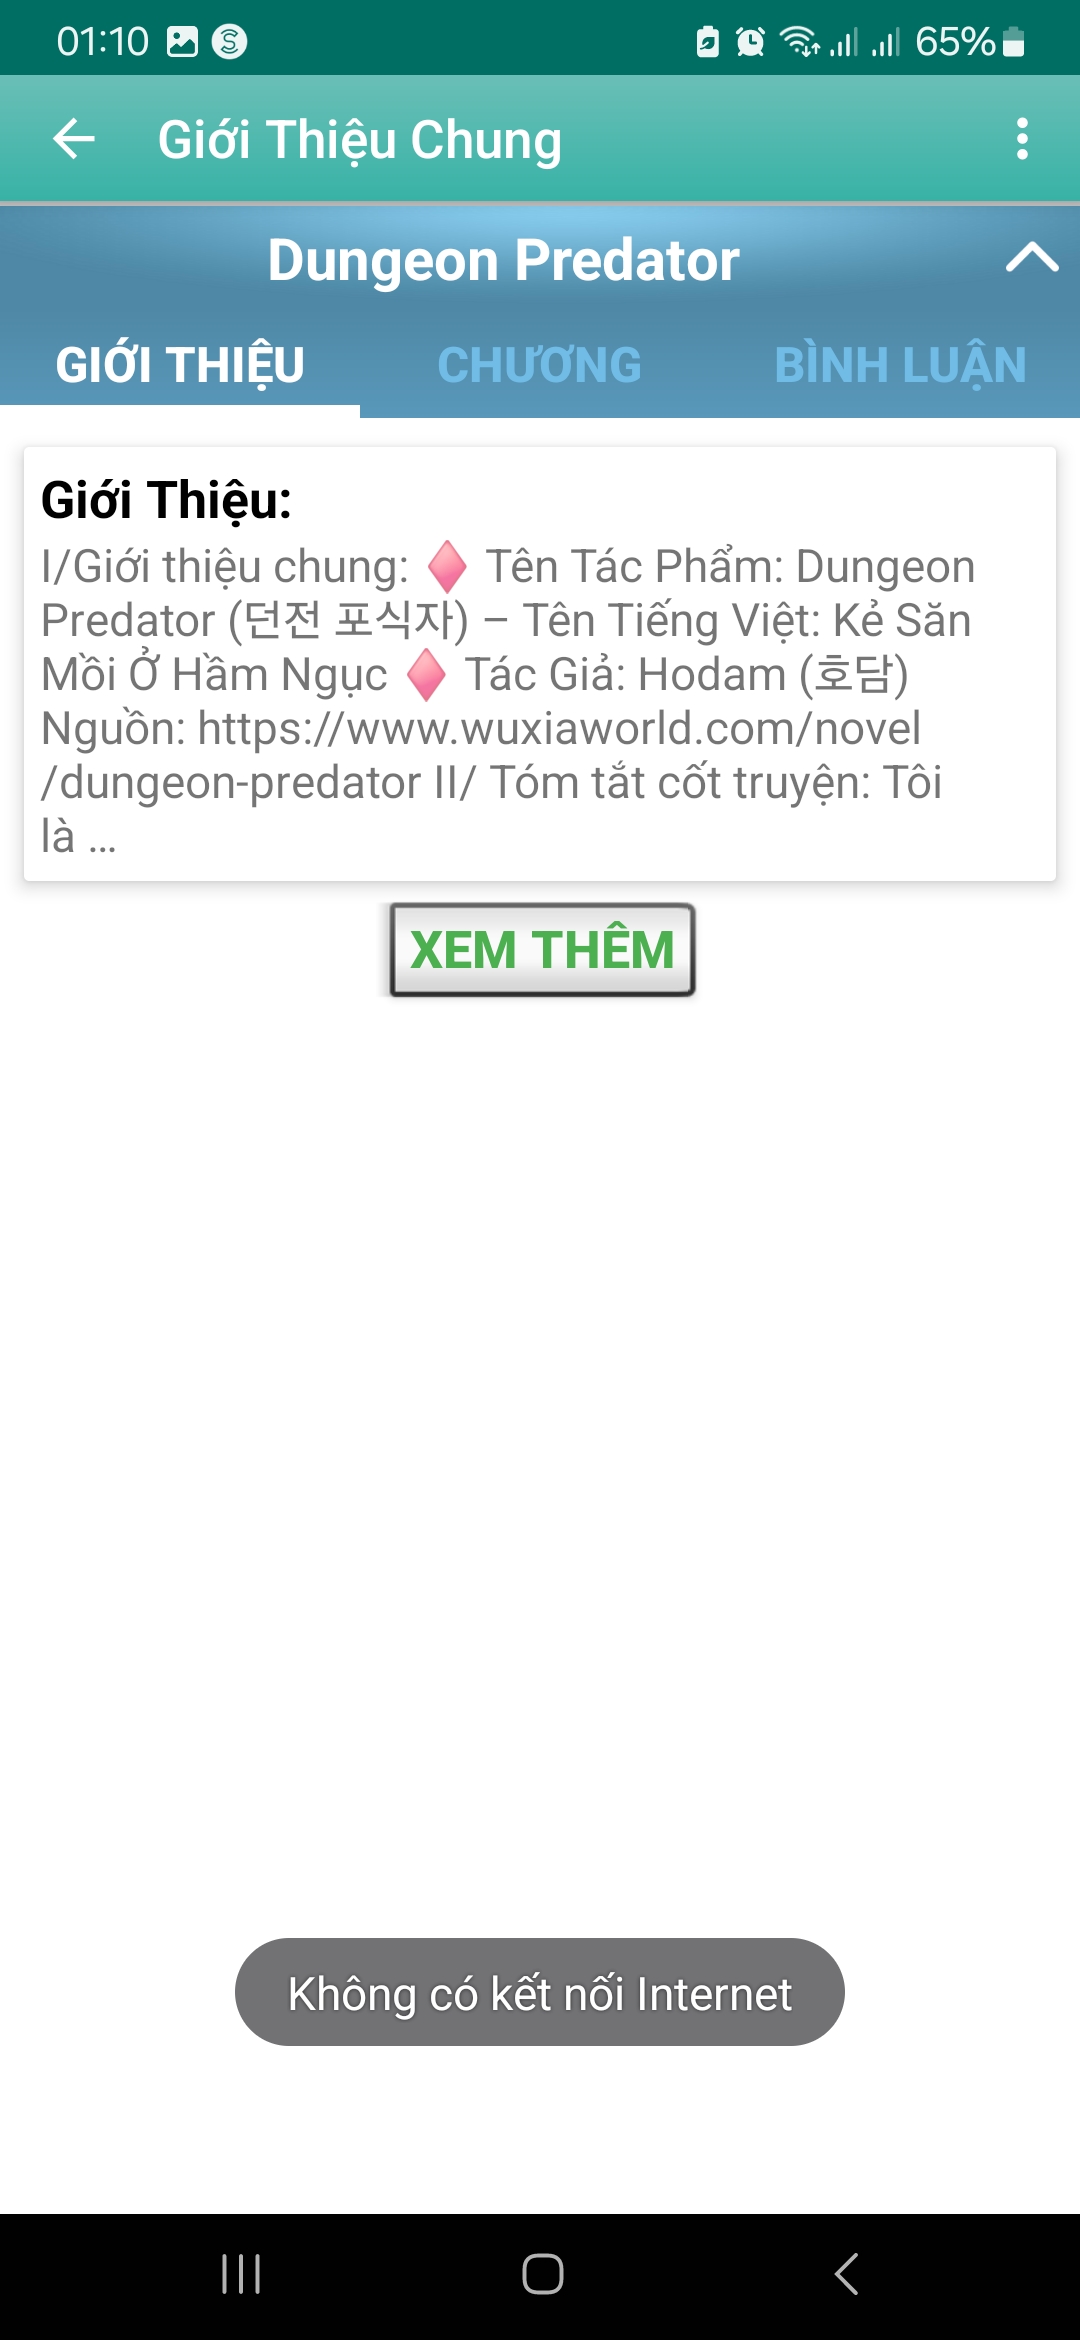 01:10 65%
Giới Thiệu Chung
Dungeon Predator
GIỚI THIỆU CHƯƠNG BÌNH LUẬN
Giới Thiệu:
I/Giới thiệu chung: ♦ Tên Tác Phẩm: Dungeon
Predator (던전 포식자) – Tên Tiếng Việt: Kẻ Săn
Mồi Ở Hầm Ngục ♦ Tác Giả: Hodam (호담)
Nguồn: https://www.wuxiaworld.com/novel
/dungeon-predator II/ Tóm tắt cốt truyện: Tôi
là ...
XEM THÊM
Không có kết nối Internet